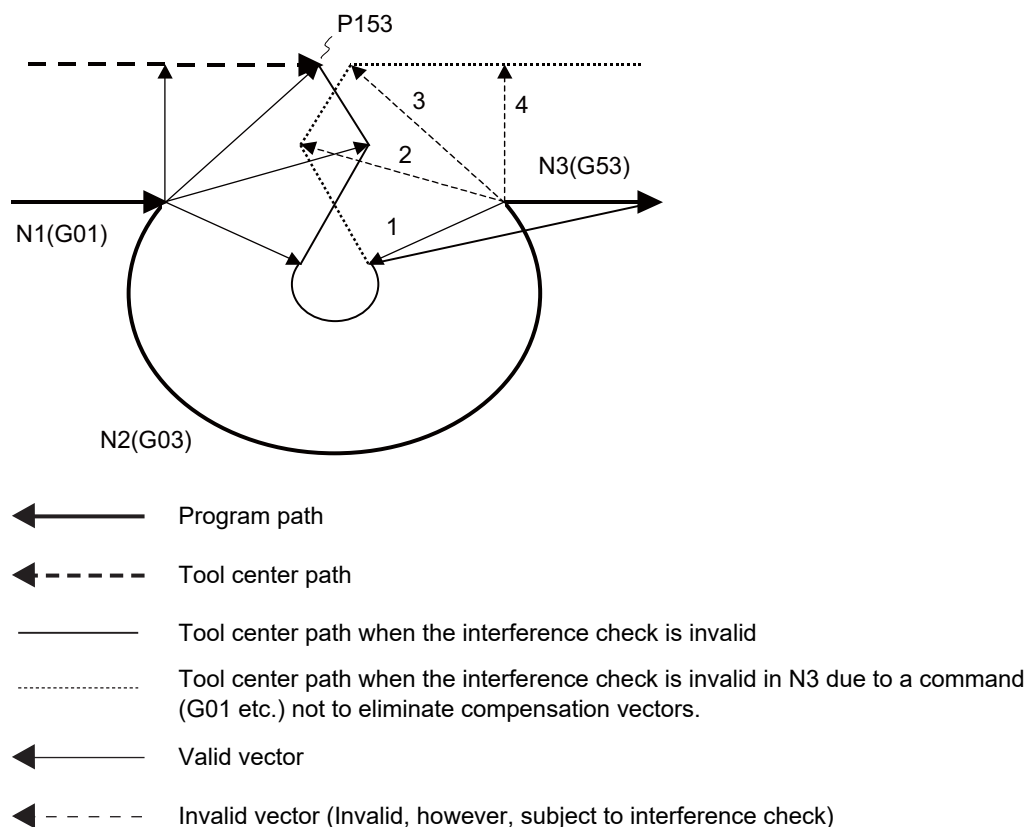 P153
3
4
2
N3(G53)
1
N1(G01)
N2(G03)
Program path
Tool center path
Tool center path when the interference check is invalid
Tool center path when the interference check is invalid in N3 due to a command
(G01 etc.) not to eliminate compensation vectors.
Valid vector
Invalid vector (Invalid, however, subject to interference check)